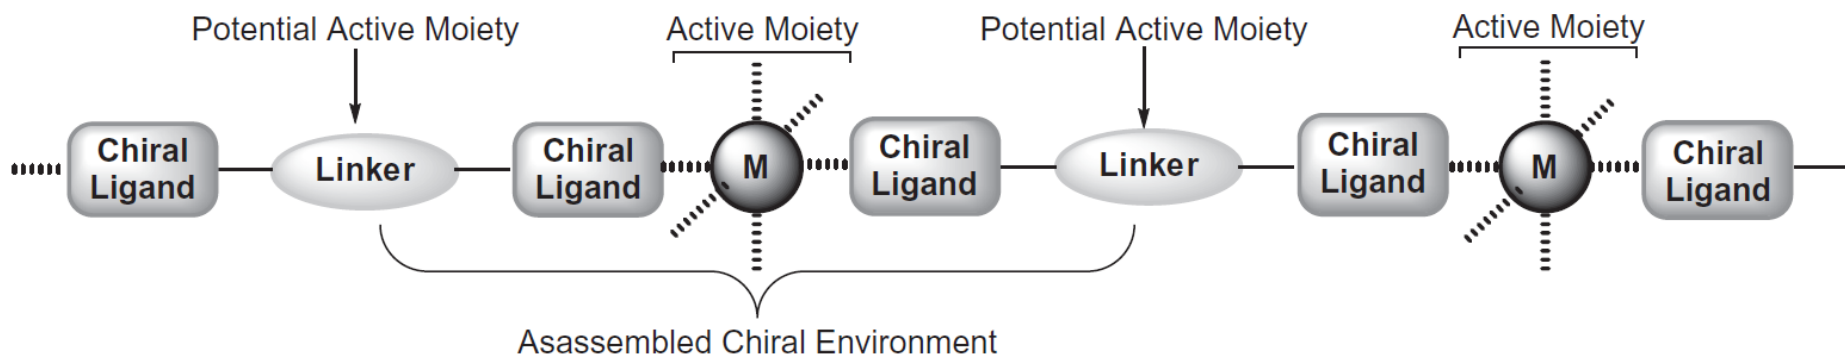 Potential Active Moiety
Active Moiety
Potential Active Moiety
Active Moiety
Chiral
Ligand
Linker
Chiral
Ligand
M
Chiral
Ligand
Linker
Chiral
Ligand
M
Chiral
Ligand
Asassembled Chiral Environment